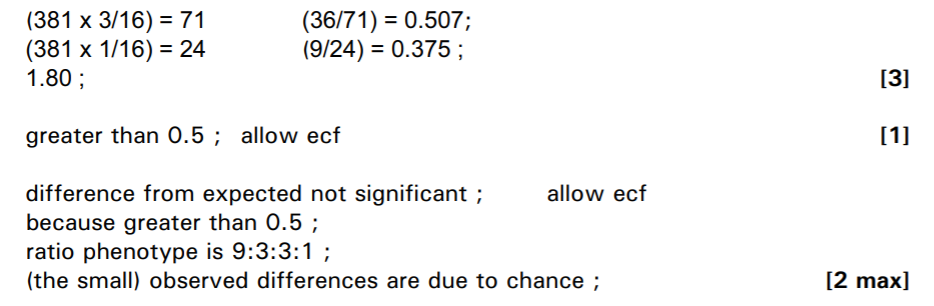 (381 x 3/16) = 71 (36/71) = 0.507;
(381 x 1/16) = 24 (9/24) = 0.375 ;
1.80 ; [3]
greater than 0.5 ; allow ecf [1]
difference from expected not significant ; allow ecf
because greater than 0.5 ;
ratio phenotype is 9:3:3:1 ;
(the small) observed differences are due to chance ; [2 max]